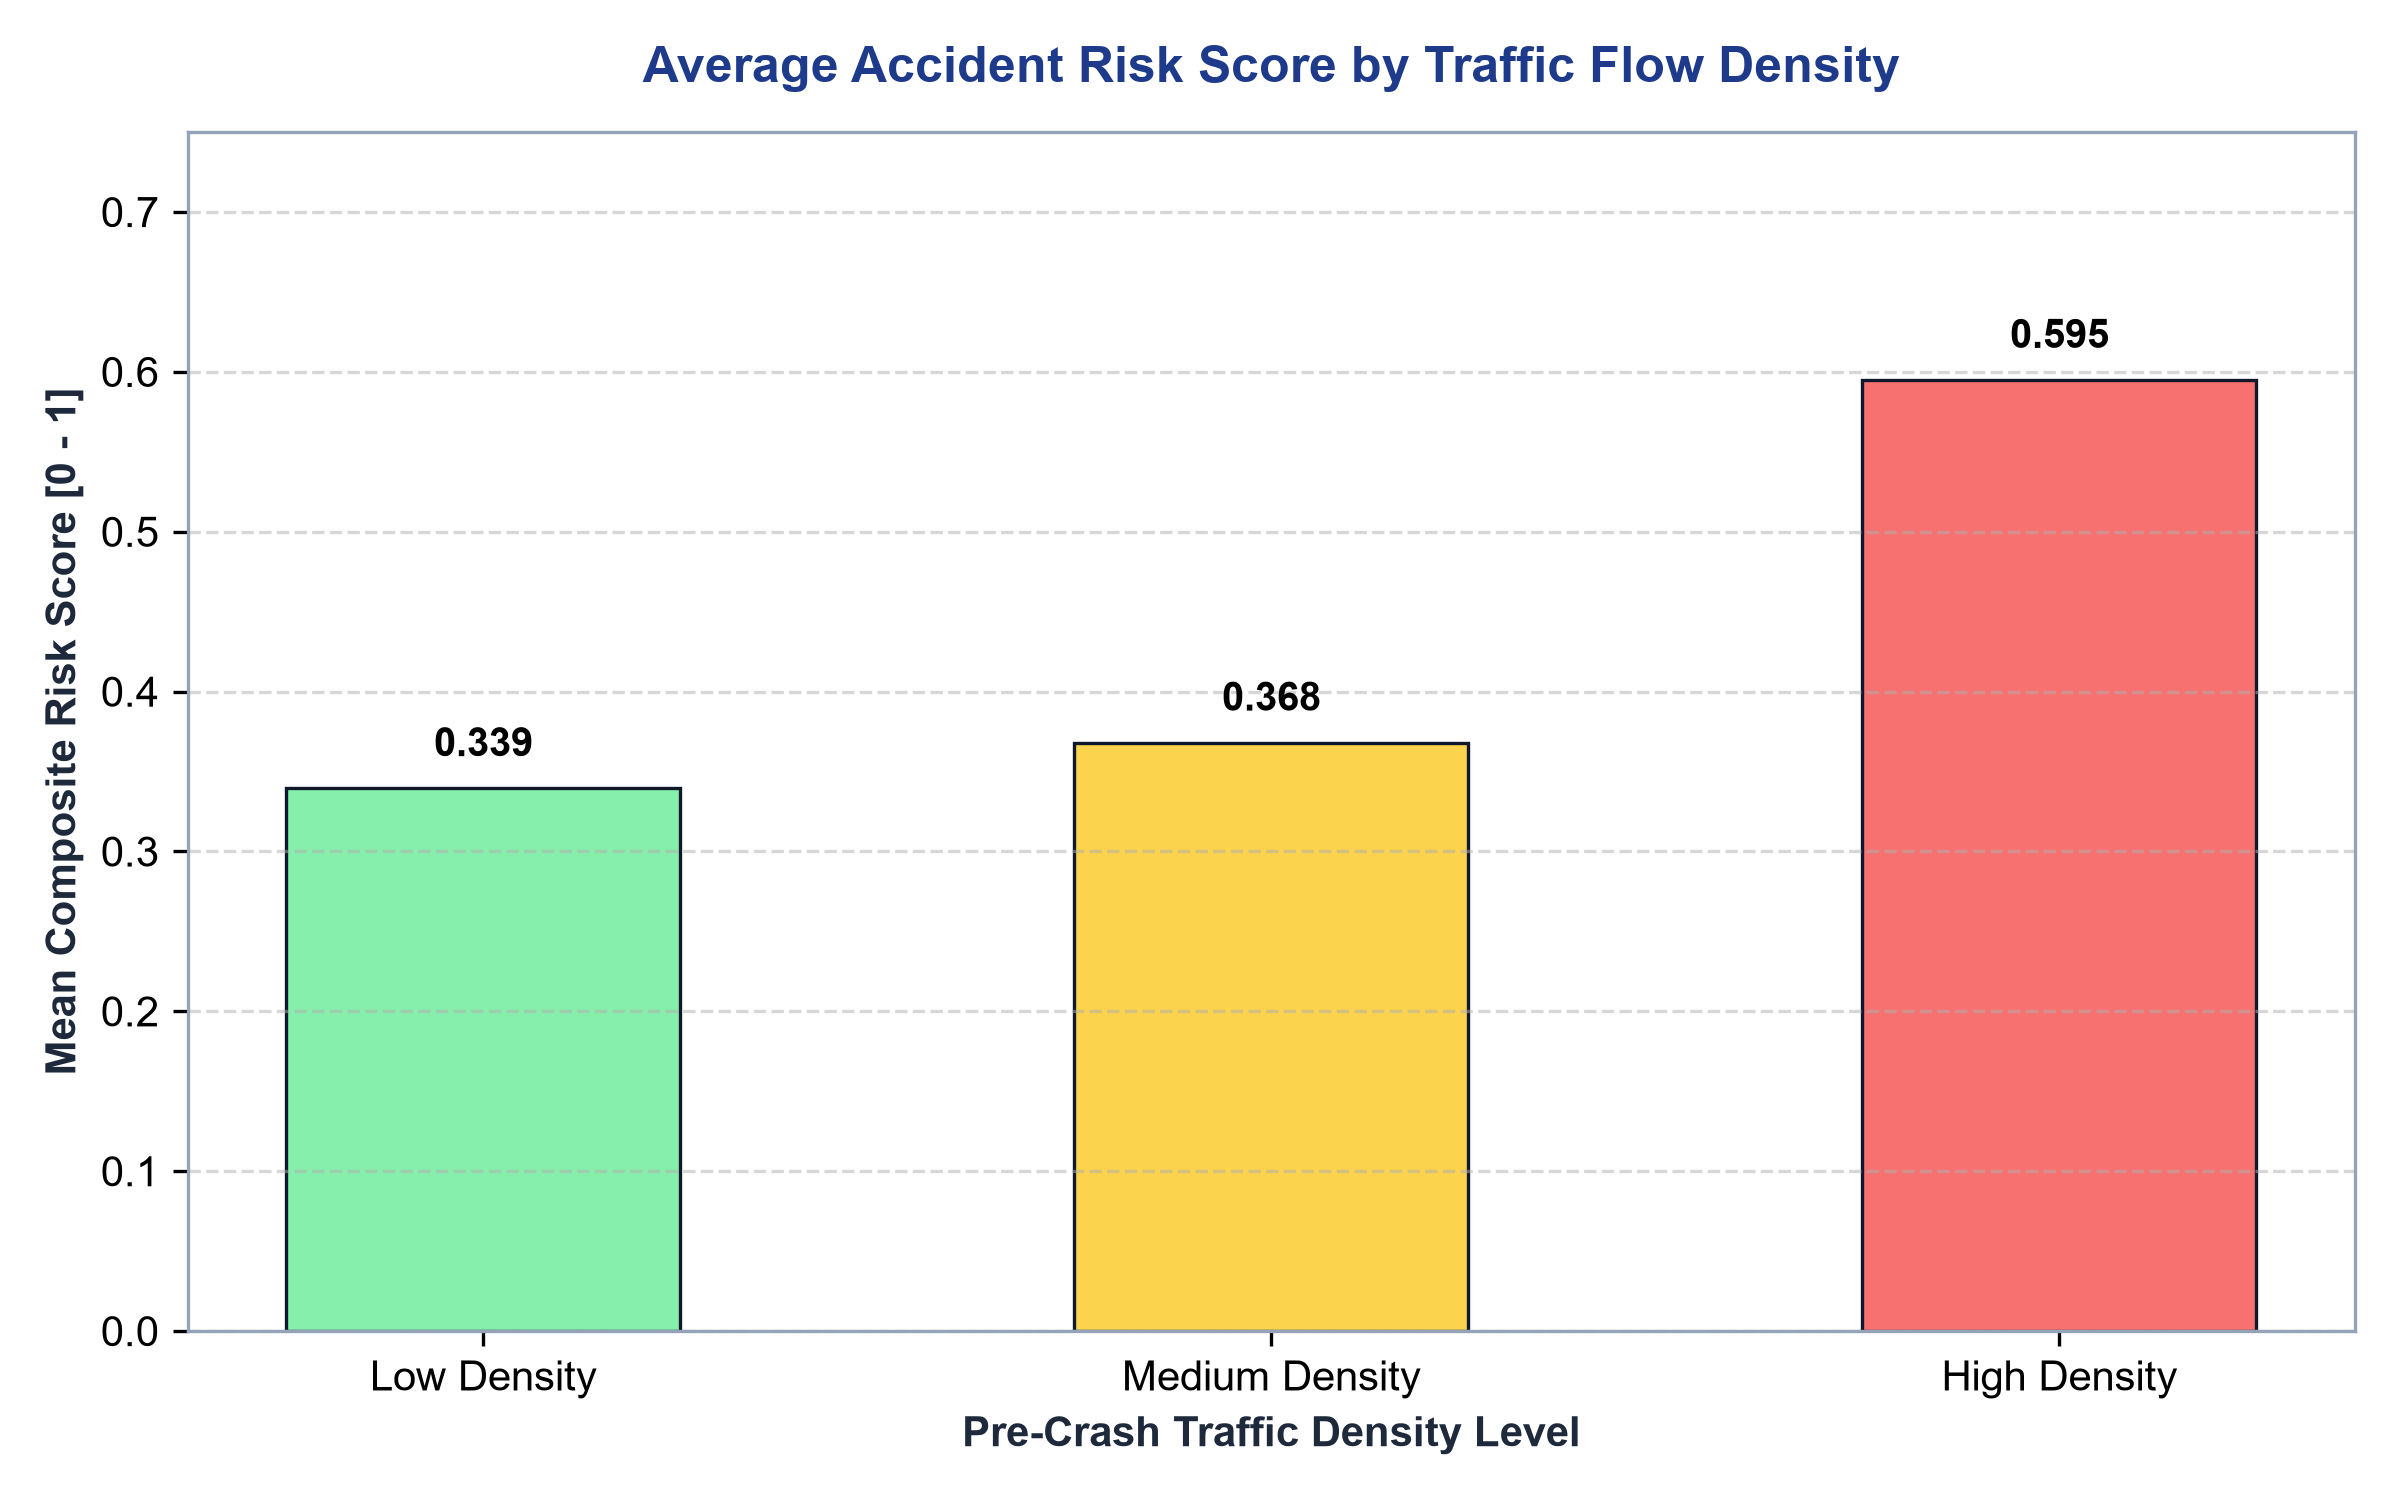 Average Accident Risk Score by Traffic Flow Density
Mean Composite Risk Score [0 - 1]
0.7
0.6
0.5
0.4
0.3
0.2
0.1
0.0
0.339
0.368
0.595
Low Density
Medium Density
High Density
Pre-Crash Traffic Density Level